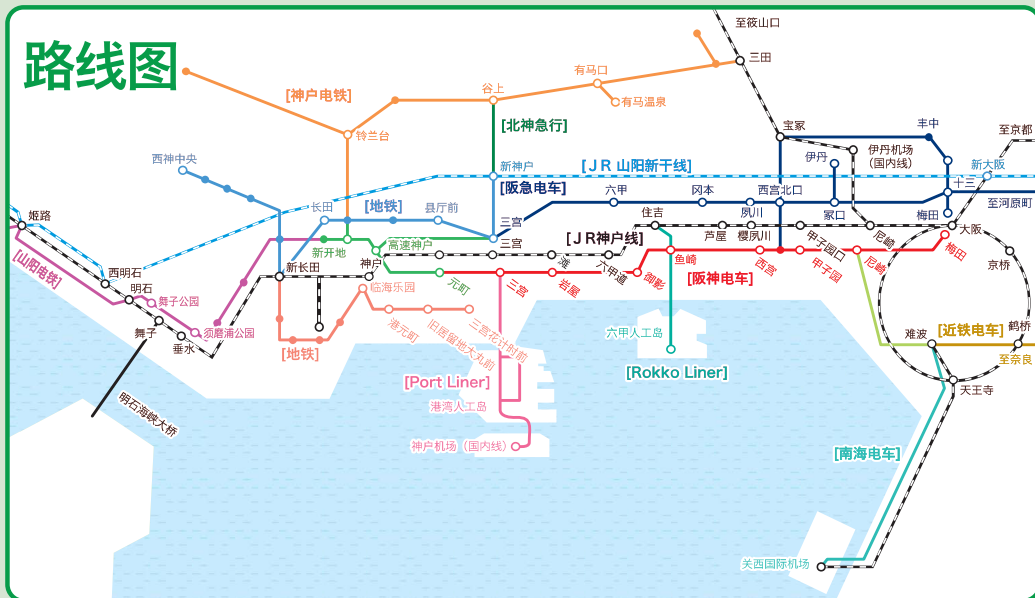 路线图
至筱山口
三田
有马口
谷上
有马温泉
[神户电铁]
铃兰台
[北神急行]
宝冢
丰中
至京都
伊丹机场
(国内线)
伊丹
西神中央
新神户
[ＪＲ 山阳新干线]
新大阪
[阪急电车]
六甲
冈本
西宫北口
十三
长田
[地铁]
县厅前
三宫
夙川
冢口
梅田
至河原町
姬路
住吉
芦屋
樱夙川
甲子园口
尼崎
大阪
新开地
高速神户
三宫
[ＪＲ神户线]
[山阳电铁]
西明石
新长田
神户
滩
六甲道
鱼崎
西宫
甲子园
尼崎
梅田
京桥
明石
舞子公园
临海乐园
元町
三宫
岩屋
御影
[阪神电车]
舞子
垂水
须磨浦公园
港元町
旧居留地大丸前
三宫花计时前
六甲人工岛
难波
[近铁电车]
鹤桥
[地铁]
至奈良
[Rokko Liner]
[Port Liner]
天王寺
明石海峡大桥
港湾人工岛
神户机场（国内线）
[南海电车]
关西国际机场